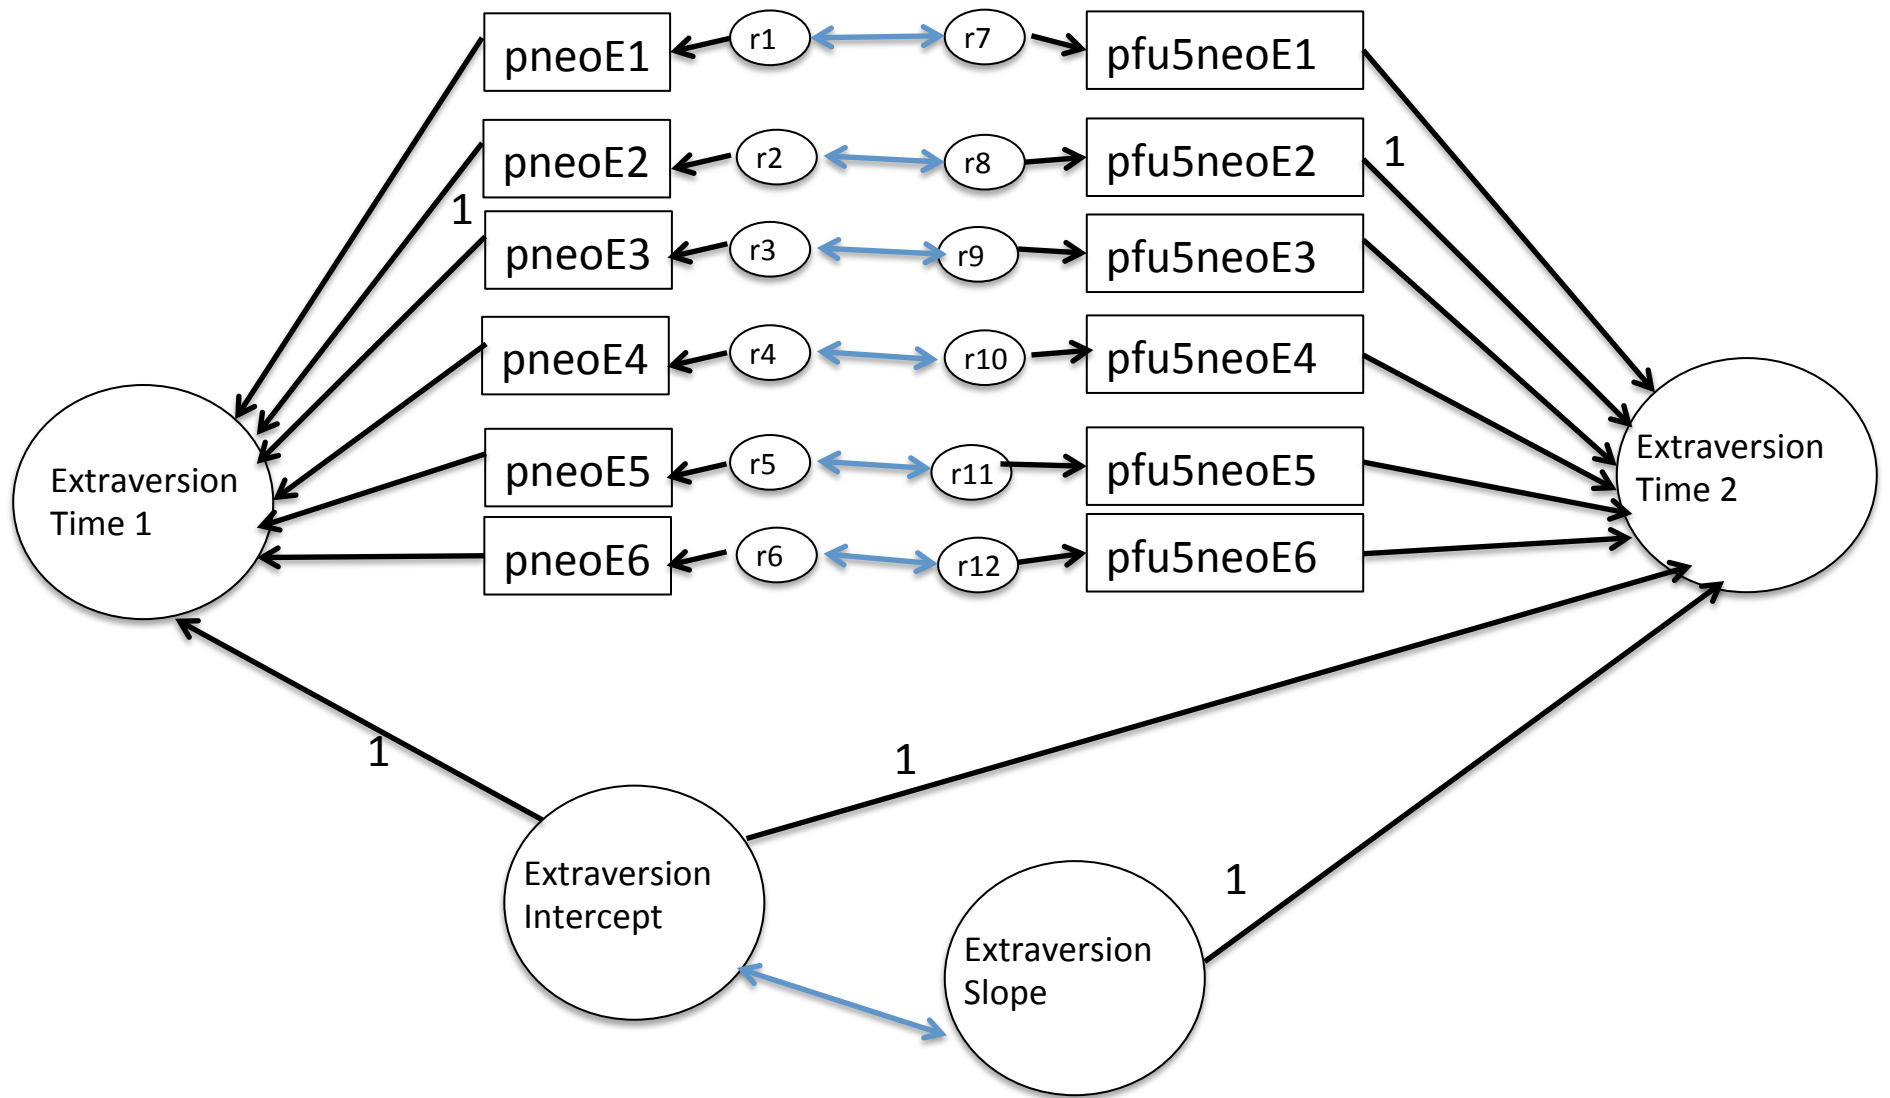 pneoE1
r1
r7
pfu5neoE1
pneoE2
r2
r8
pfu5neoE2
1
1
pneoE3
r3
r9
pfu5neoE3
pneoE4
r4
r10
pfu5neoE4
Extraversion
Time 1
pneoE5
r5
r11
pfu5neoE5
Extraversion
Time 2
pneoE6
r6
r12
pfu5neoE6
1
1
Extraversion
Intercept
1
Extraversion
Slope